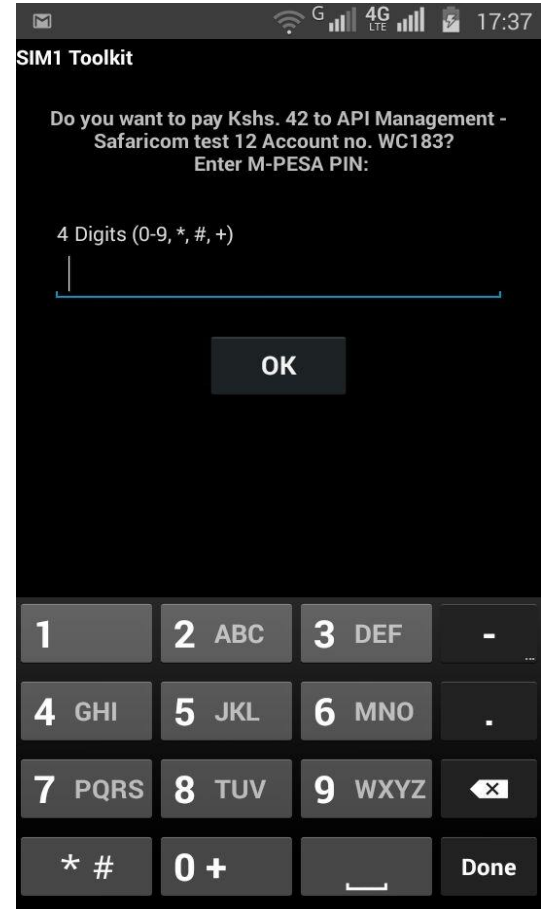 G 4G LTE 17:37
SIM1 Toolkit
Do you want to pay Kshs. 42 to API Management -
Safaricom test 12 Account no. WC183?
Enter M-PESA PIN:
4 Digits (0-9, *, #, +)
OK
1 2 ABC 3 DEF -
...
4 GHI 5 JKL 6 MNO .
7 PQRS 8 TUV 9 WXYZ
* # 0 + Done